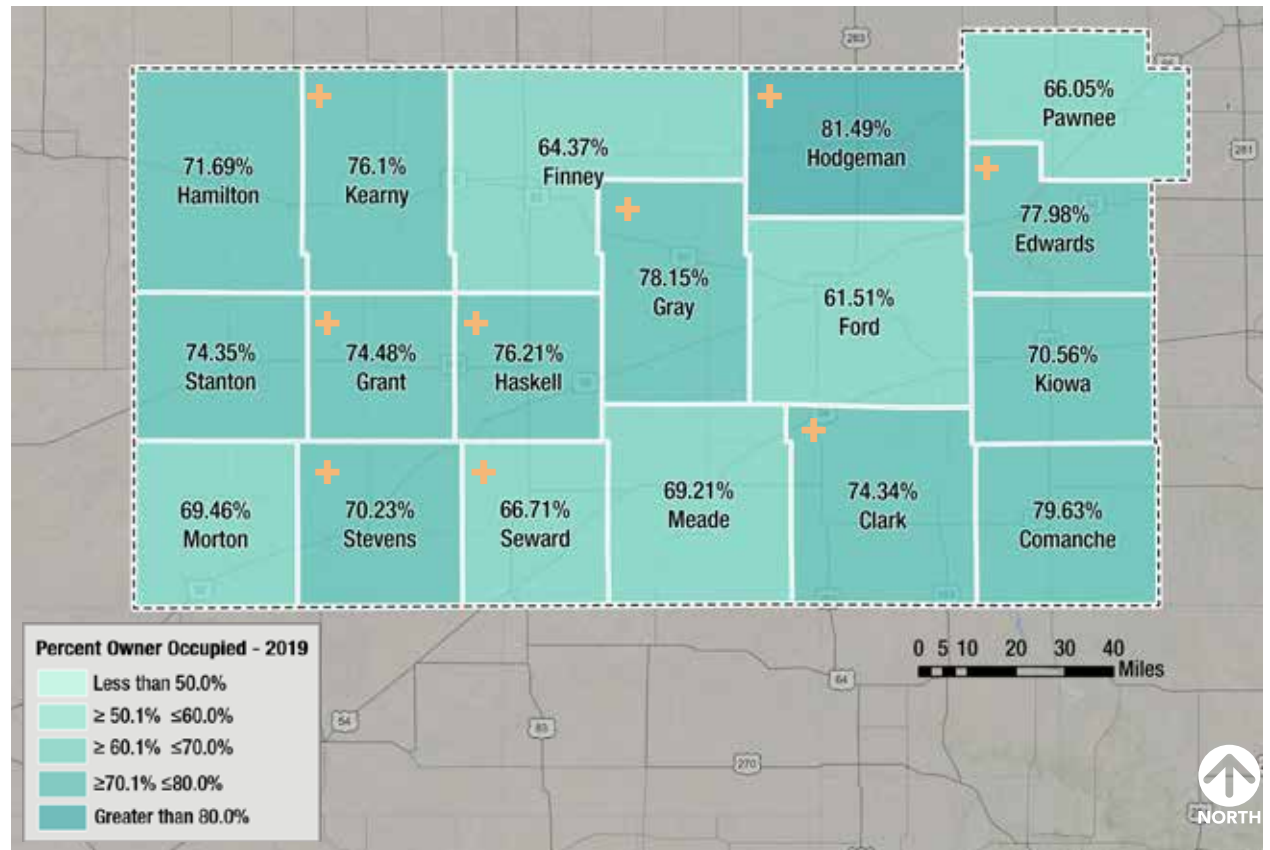 283
66.05%
Pawnee
281
81.49%
Hodgeman
64.37%
Finney
71.69%
Hamilton
76.1%
Kearny
77.98%
Edwards
78.15%
Gray
61.51%
Ford
74.35%
Stanton
74.48%
Grant
76.21%
Haskell
70.56%
Kiowa
69.46%
Morton
70.23%
Stevens
66.71%
Seward
69.21%
Meade
74.34%
Clark
79.63%
Comanche
Percent Owner Occupied - 2019
Less than 50.0%
≥ 50.1% ≤60.0%
≥ 60.1% ≤70.0%
≥70.1% ≤80.0%
Greater than 80.0%
0 5 10 20 30 40
Miles
64
54
83
270
NORTH